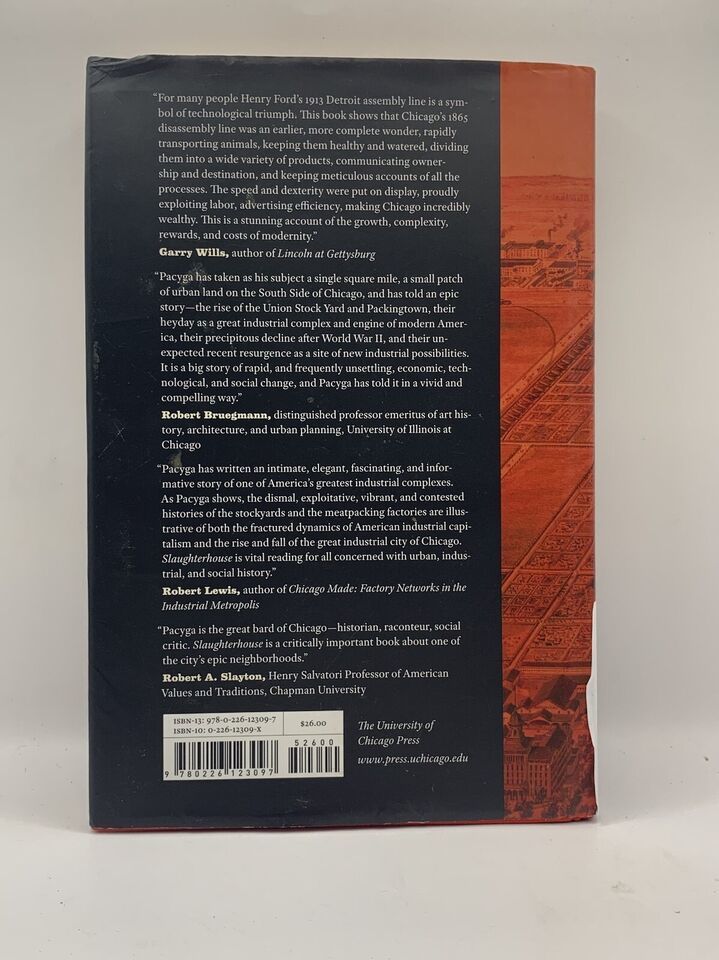 “For many people Henry Ford’s 1913 Detroit assembly line is a sym-
bol of technological triumph. This book shows that Chicago’s 1865
disassembly line was an earlier, more complete wonder, rapidly
transporting animals, keeping them healthy and watered, dividing
them into a wide variety of products, communicating owner-
ship and destination, and keeping meticulous accounts of all the
processes. The speed and dexterity were put on display, proudly
exploiting labor, advertising efficiency, making Chicago incredibly
wealthy. This is a stunning account of the growth, complexity,
rewards, and costs of modernity.”
Garry Wills, author of Lincoln at Gettysburg
“Pacyga has taken as his subject a single square mile, a small patch
of urban land on the South Side of Chicago, and has told an epic
story—the rise of the Union Stock Yard and Packingtown, their
heyday as a great industrial complex and engine of modern Amer-
ica, their precipitous decline after World War II, and their un-
expected recent resurgence as a site of new industrial possibilities.
It is a big story of rapid, and frequently unsettling, economic, tech-
nological, and social change, and Pacyga has told it in a vivid and
compelling way.”
Robert Bruegmann, distinguished professor emeritus of art his-
tory, architecture, and urban planning, University of Illinois at
Chicago
“Pacyga has written an intimate, elegant, fascinating, and infor-
mative story of one of America’s greatest industrial complexes.
As Pacyga shows, the dismal, exploitative, vibrant, and contested
histories of the stockyards and the meatpacking factories are illus-
trative of both the fractured dynamics of American industrial capi-
talism and the rise and fall of the great industrial city of Chicago.
Slaughterhouse is vital reading for all concerned with urban, indus-
trial, and social history.”
Robert Lewis, author of Chicago Made: Factory Networks in the
Industrial Metropolis
“Pacyga is the great bard of Chicago—historian, raconteur, social
critic. Slaughterhouse is a critically important book about one of
the city’s epic neighborhoods.”
Robert A. Slayton, Henry Salvatori Professor of American
Values and Traditions, Chapman University
ISBN-13: 978-0-226-12309-7
ISBN-10: 0-226-12309-X
$26.00
52600
9 780226 123097
The University of
Chicago Press
www.press.uchicago.edu